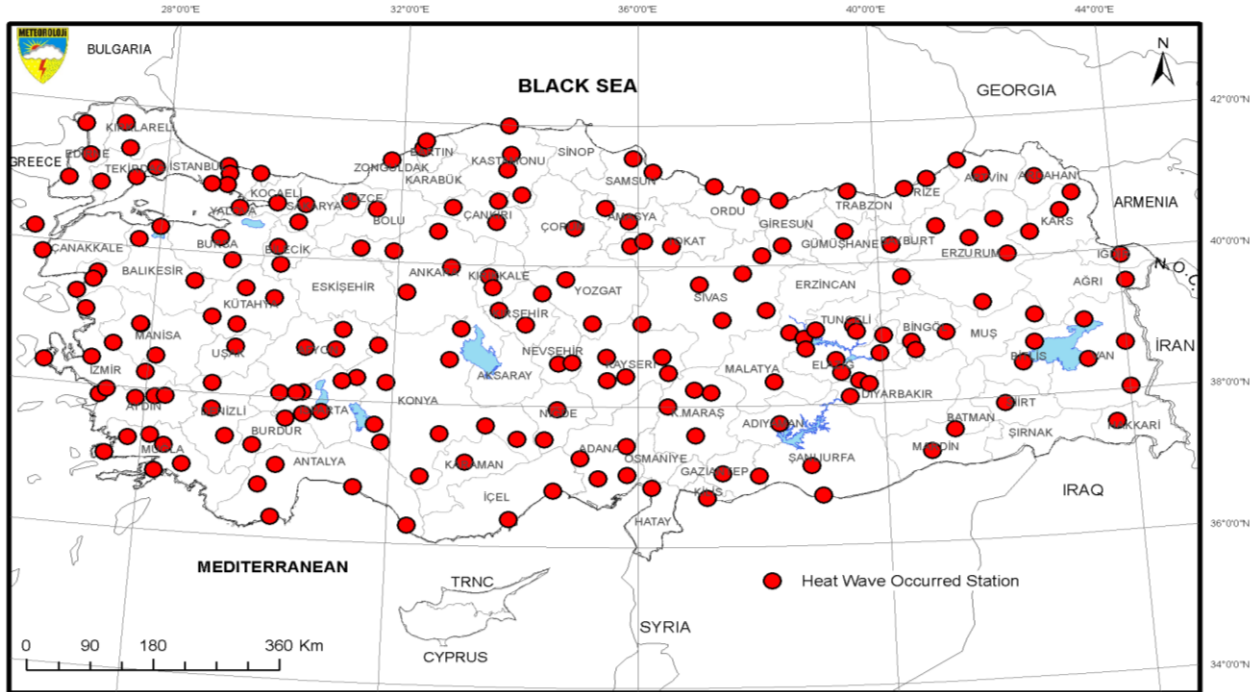 28°0'0"E 32°0'0"E 36°0'0"E 40°0'0"E 44°0'0"E
METEOROLOJİ
BULGARIA
N
BLACK SEA
GEORGIA
42°0'0"N
KIRKLARELİ
EDİRNE
GREECE
TEKİRDAĞ
İSTANBUL
ZONGULDAK
BARTIN
KARABÜK
KASTAMONU
SİNOP
SAMSUN
KOCAELİ
YALOVA
SAKARYA
DÜZCE
BOLU
ÇANKIRI
ÇORUM
AMASYA
TOKAT
ORDU
GİRESUN
TRABZON
RİZE
ARTVİN
ARDAHAN
KARS
ARMENIA
ÇANAKKALE
BURSA
BİLECİK
GÜMÜŞHANE
BAYBURT
ERZURUM
IĞDIR
40°0'0"N
N.O.C.
BALIKESİR
ESKİŞEHİR
ANKARA
KIRIKKALE
YOZGAT
SİVAS
ERZİNCAN
AĞRI
KÜTAHYA
KIRŞEHİR
TUNCELİ
BİNGÖL
MUŞ
MANİSA
UŞAK
AFYON
NEVŞEHİR
KAYSERİ
MALATYA
ELAZIĞ
BİTLİS
VAN
İRAN
İZMİR
AKSARAY
KONYA
DİYARBAKIR
38°0'0"N
AYDIN
DENİZLİ
ISPARTA
BURDUR
NİĞDE
K.MARAŞ
ADIYAMAN
BATMAN
SİİRT
ŞIRNAK
HAKKARİ
MUĞLA
ANTALYA
KARAMAN
ADANA
OSMANİYE
GAZİANTEP
ŞANLIURFA
MARDİN
İÇEL
KİLİS
HATAY
IRAQ
36°0'0"N
MEDITERRANEAN
TRNC
Heat Wave Occurred Station
SYRIA
0 90 180 360 Km
CYPRUS
34°0'0"N